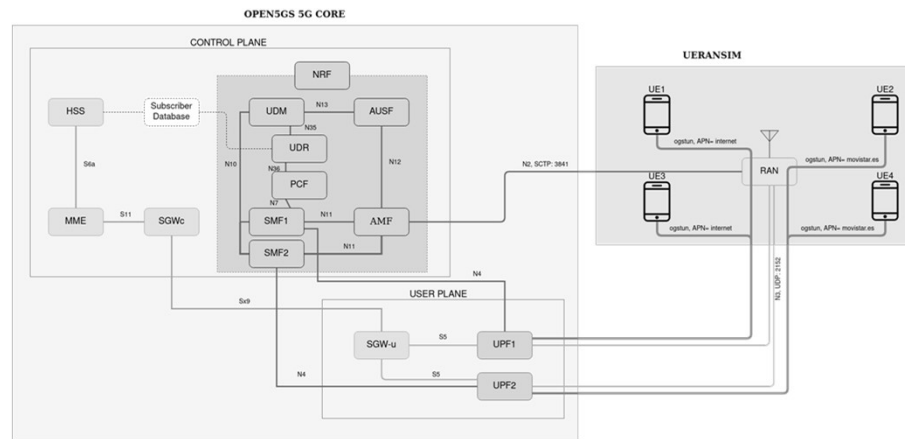 OPEN5GS 5G CORE
CONTROL PLANE
UERANSIM
NRF
UE1
UE2
HSS
Subscriber
Database
UDM
N13
AUSF
N35
ogstun, APN= internet
UDR
N10
N12
N2, SCTP: 3841
ogstun, APN= movistar.es
S6a
N36
RAN
PCF
UE3
UE4
N7
MME
S11
SGWc
SMF1
N11
AMF
ogstun, APN= internet
ogstun, APN= movistar.es
N11
SMF2
N4
N3, UDP: 2152
USER PLANE
Sx9
SGW-u
S5
UPF1
N4
S5
UPF2